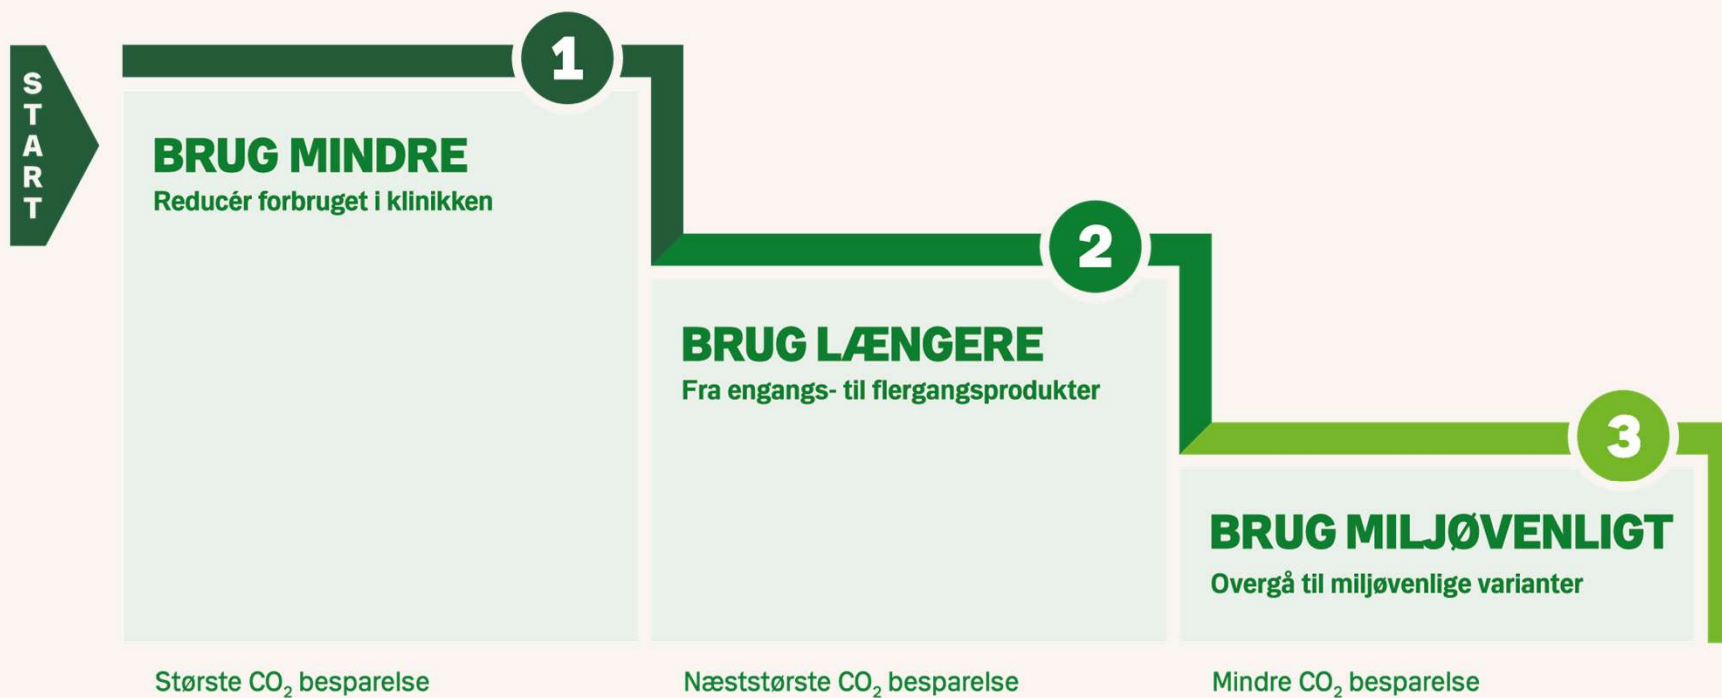 START
1
BRUG MINDRE
Reducér forbruget i klinikken
2
BRUG LÆNGERE
Fra engangs- til flergangsprodukter
3
BRUG MILJØVENLIGT
Overgå til miljøvenlige varianter
Største CO₂ besparelse
Næststørste CO₂ besparelse
Mindre CO₂ besparelse